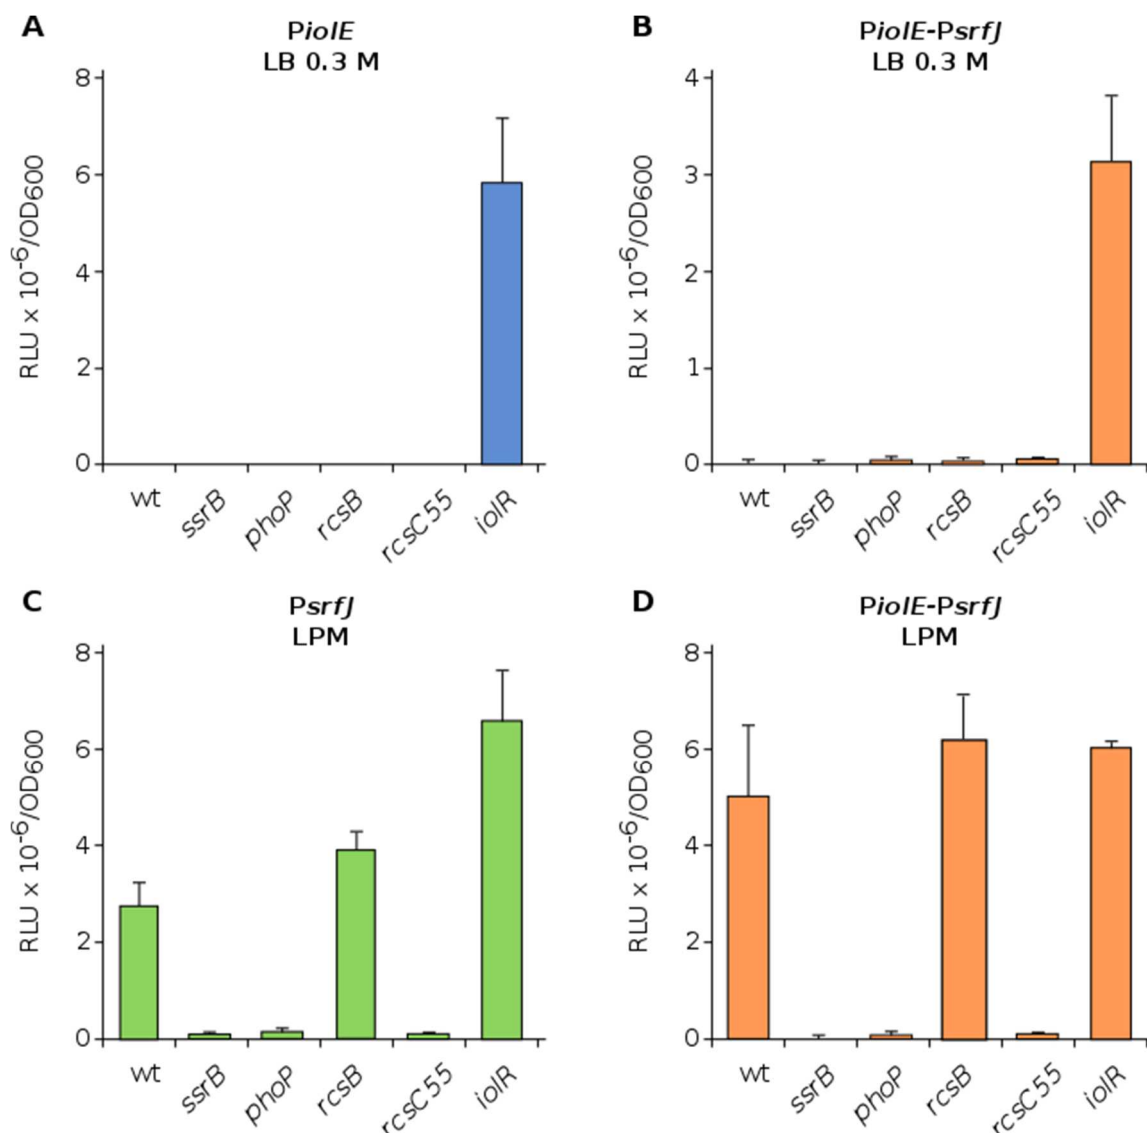 A
PiolE
LB 0.3 M
RLU x 10-6/OD600
8
6
4
2
0
wt
ssrB
phoP
rcsB
rcsC55
iolR
B
PiolE-PsrfJ
LB 0.3 M
RLU x 10-6/OD600
4
3
2
1
0
wt
ssrB
phoP
rcsB
rcsC55
iolR
C
PsrfJ
LPM
RLU x 10-6/OD600
8
6
4
2
0
wt
ssrB
phoP
rcsB
rcsC55
iolR
D
PiolE-PsrfJ
LPM
RLU x 10-6/OD600
8
6
4
2
0
wt
ssrB
phoP
rcsB
rcsC55
iolR